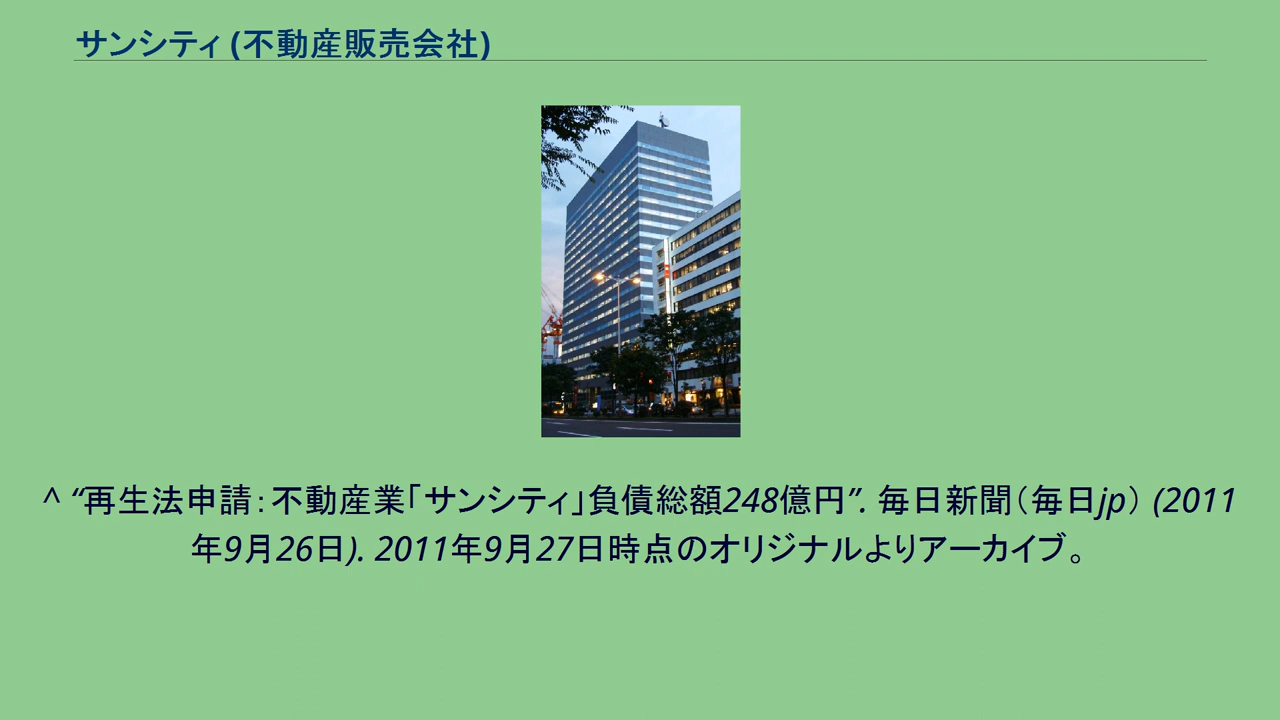 サンシティ (不動産販売会社)
^ “再生法申請：不動産業「サンシティ」負債総額248億円”. 毎日新聞（毎日jp） (2011
年9月26日). 2011年9月27日時点のオリジナルよりアーカイブ。